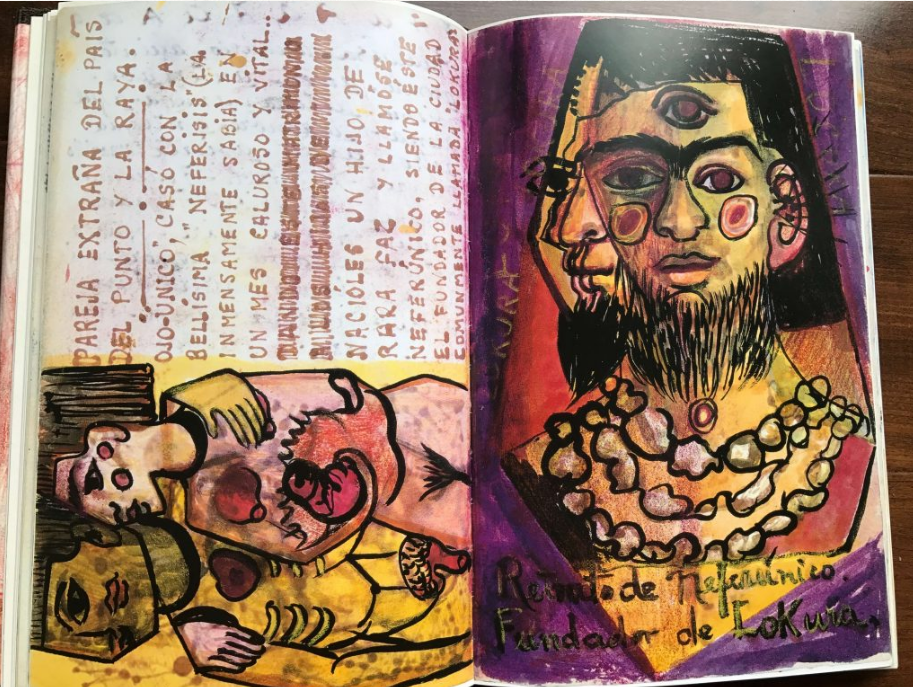 PAREJA EXTRAÑA DEL PAIS
DEL PUNTO Y LA RAYA.
OJO-UNICO", CASÓ CON LA
BELLÍSIMA "NEFERISIS" (LA
INMENSAMENTE SABIA) EN
UN MES CALUROSO Y VITAL...
NACIÓLES UN HIJO DE
RARA FAZ Y LLAMÓSE
NEFERÚNICO, SIENDO ÉSTE
EL FUNDADOR DE LA CIUDAD
COMUNMENTE LLAMADA "LOKURA"
Retrato de Neferúnico.
Fundador de Lokura.